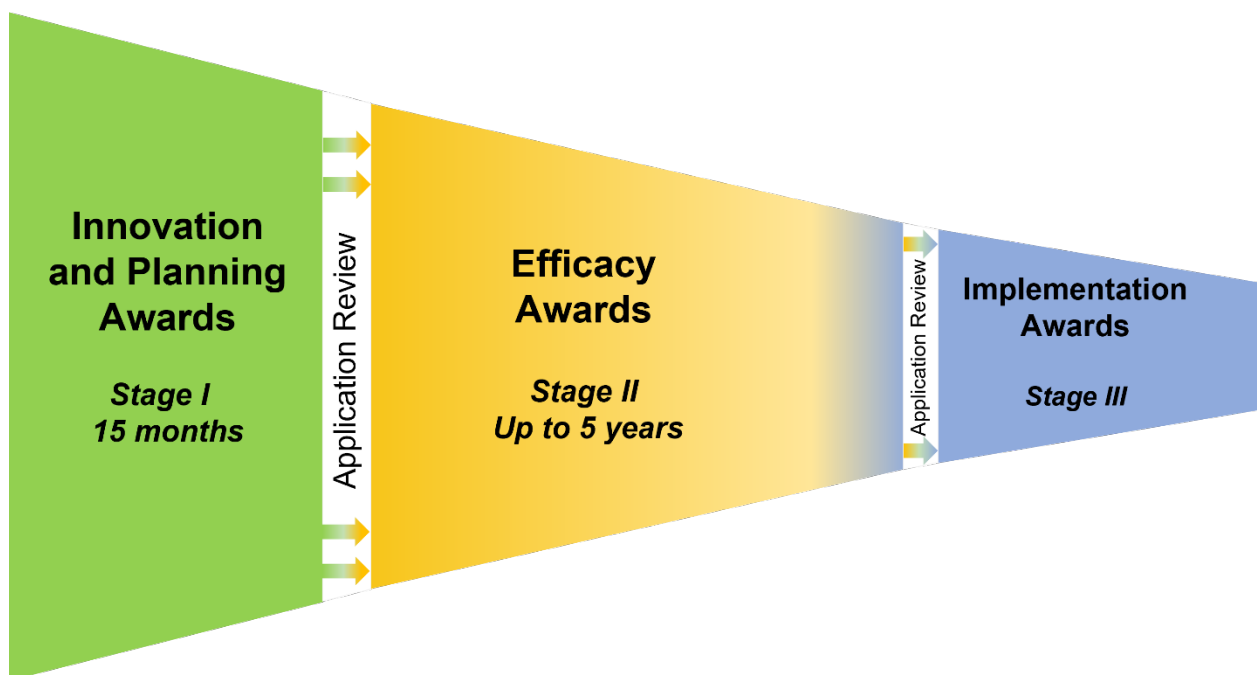 Innovation
and Planning
Awards
Stage I
15 months
Application Review
Efficacy
Awards
Stage II
Up to 5 years
Application Review
Implementation
Awards
Stage III